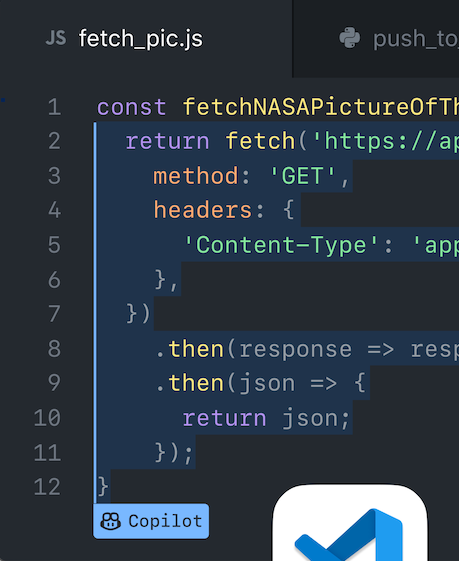 JS fetch_pic.js push_to
1 const fetchNASAPictureOfTh
2 return fetch('https://ap
3 method: 'GET',
4 headers: {
5 'Content-Type': 'app
6 },
7 })
8 .then(response => resp
9 .then(json => {
10 return json;
11 });
12 }
Copilot